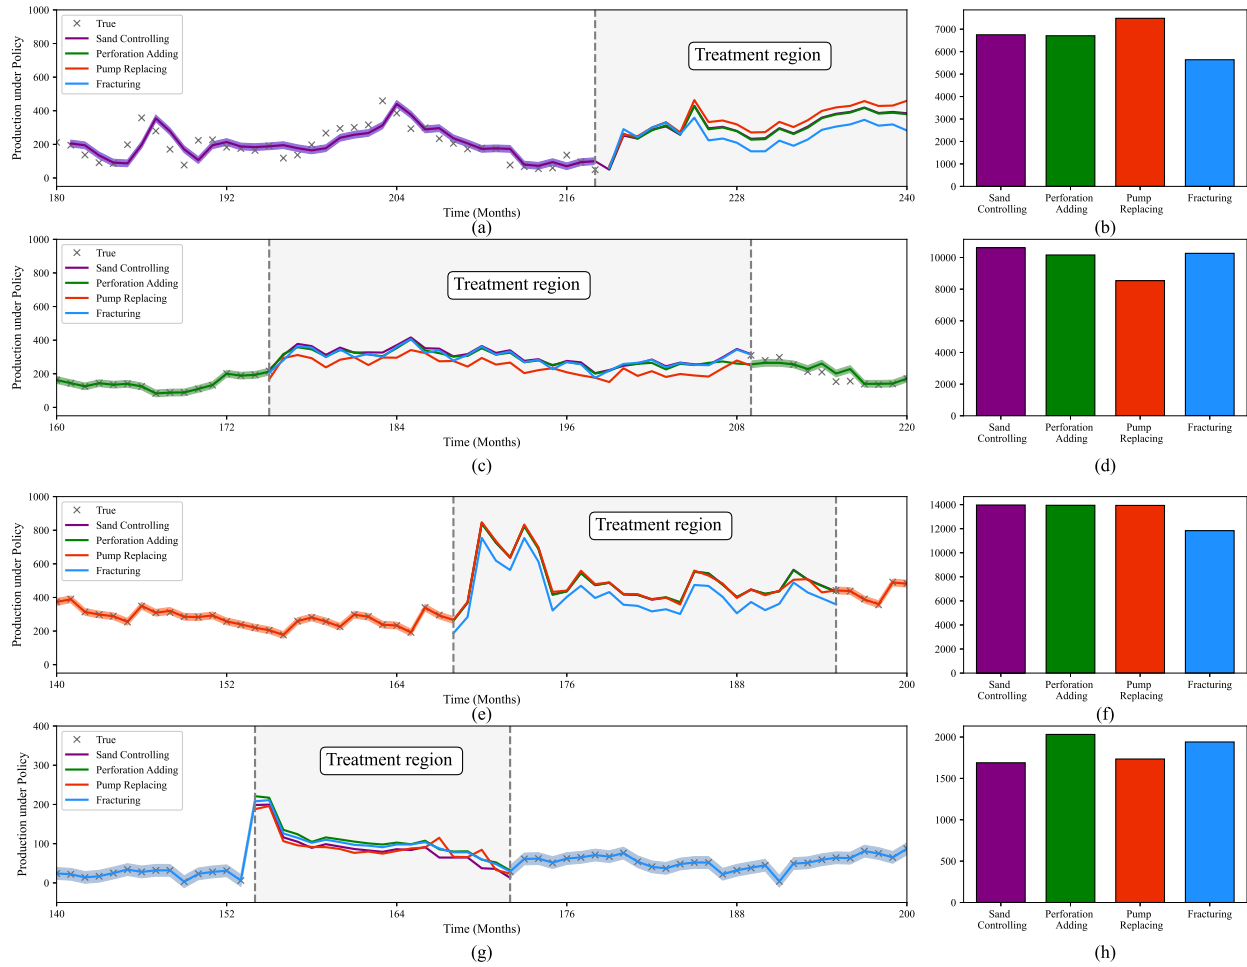 1000
800
600
400
200
0
Production under Policy
True
Sand Controlling
Perforation Adding
Pump Replacing
Fracturing
Treatment region
180
192
204
216
228
240
Time (Months)
(a)
7000
6000
5000
4000
3000
2000
1000
0
Sand
Controlling
Perforation
Adding
Pump
Replacing
Fracturing
(b)
1000
800
600
400
200
0
Production under Policy
True
Sand Controlling
Perforation Adding
Pump Replacing
Fracturing
Treatment region
160
172
184
196
208
220
Time (Months)
(c)
10000
8000
6000
4000
2000
0
Sand
Controlling
Perforation
Adding
Pump
Replacing
Fracturing
(d)
1000
800
600
400
200
0
Production under Policy
True
Sand Controlling
Perforation Adding
Pump Replacing
Fracturing
Treatment region
140
152
164
176
188
200
Time (Months)
(e)
14000
12000
10000
8000
6000
4000
2000
0
Sand
Controlling
Perforation
Adding
Pump
Replacing
Fracturing
(f)
400
300
200
100
0
Production under Policy
True
Sand Controlling
Perforation Adding
Pump Replacing
Fracturing
Treatment region
140
152
164
176
188
200
Time (Months)
(g)
2000
1500
1000
500
0
Sand
Controlling
Perforation
Adding
Pump
Replacing
Fracturing
(h)